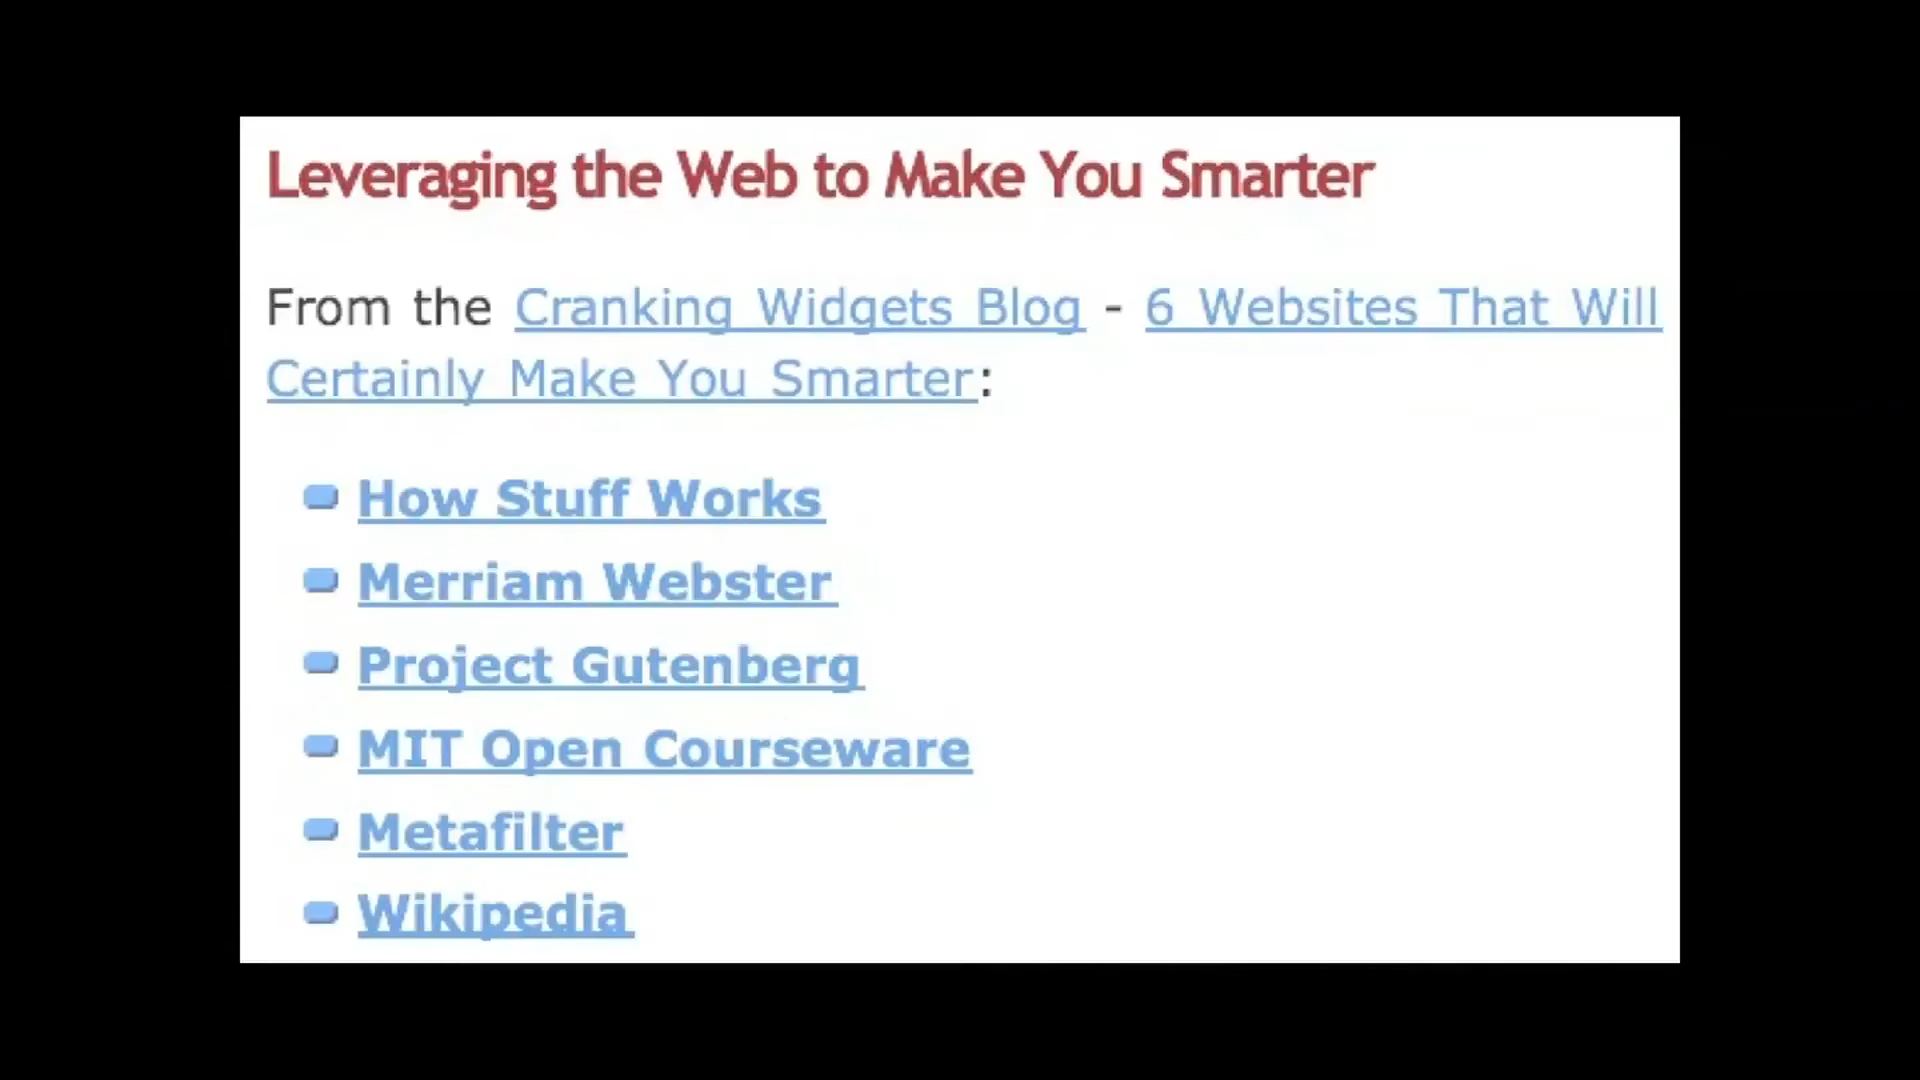 Leveraging the Web to Make You Smarter
From the Cranking Widgets Blog - 6 Websites That Will
Certainly Make You Smarter:
How Stuff Works
Merriam Webster
Project Gutenberg
MIT Open Courseware
Metafilter
Wikipedia